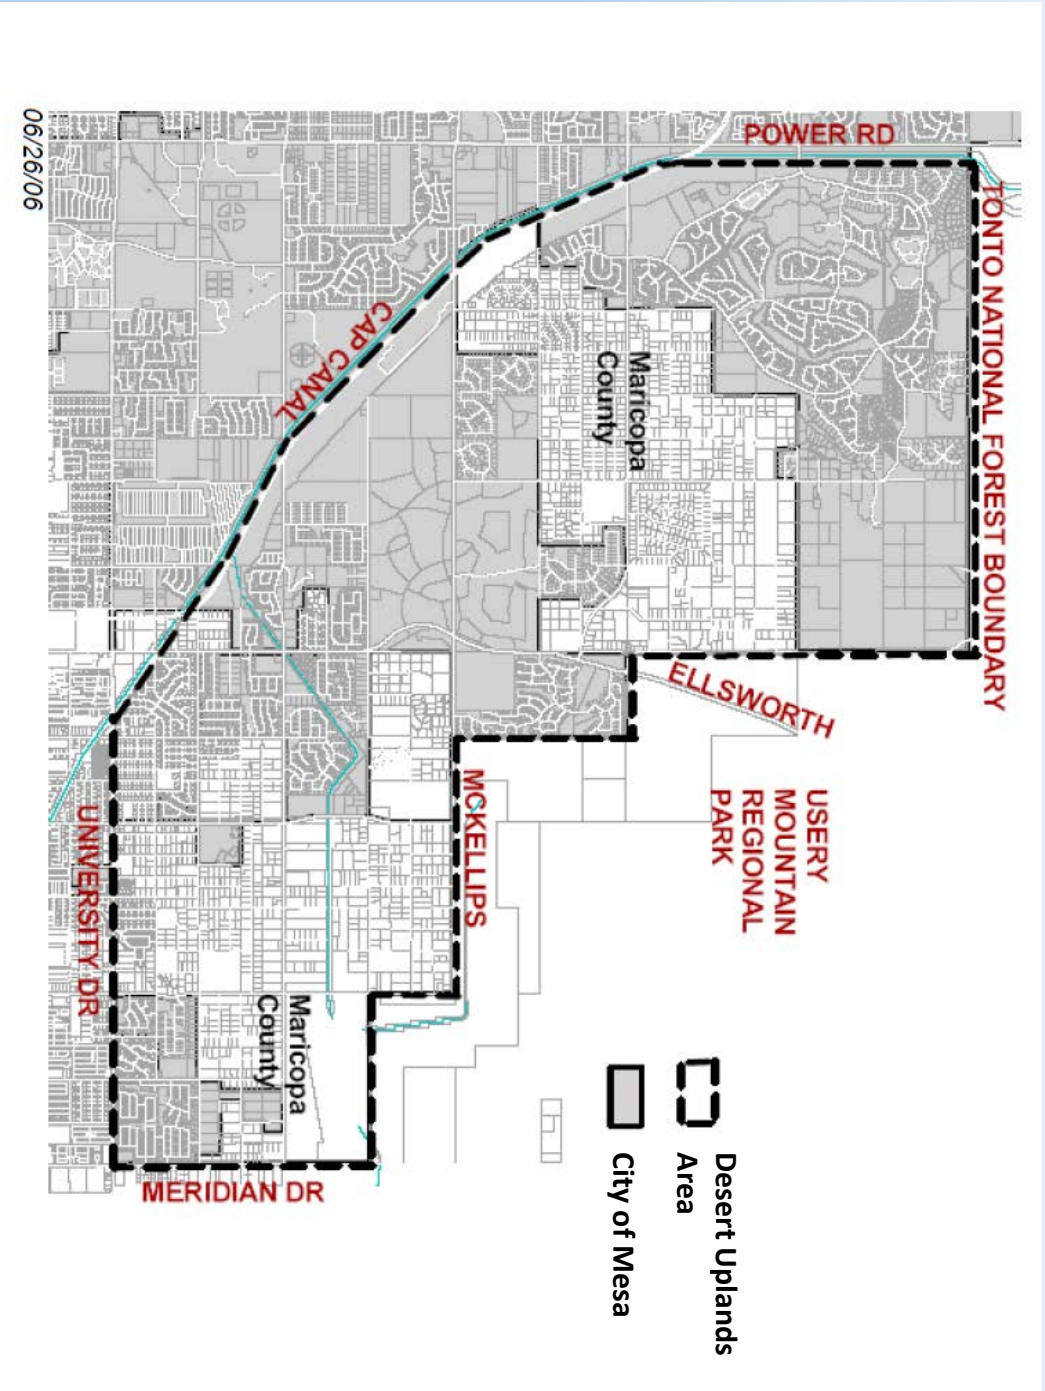 TONTO NATIONAL FOREST BOUNDARY
POWER RD
ELLSWORTH
USERY
MOUNTAIN
REGIONAL
PARK
Maricopa
County
CAP CANAL
MCKELLIPS
Desert Uplands
Area
City of Mesa
Maricopa
County
UNIVERSITY DR
MERIDIAN DR
06/26/06